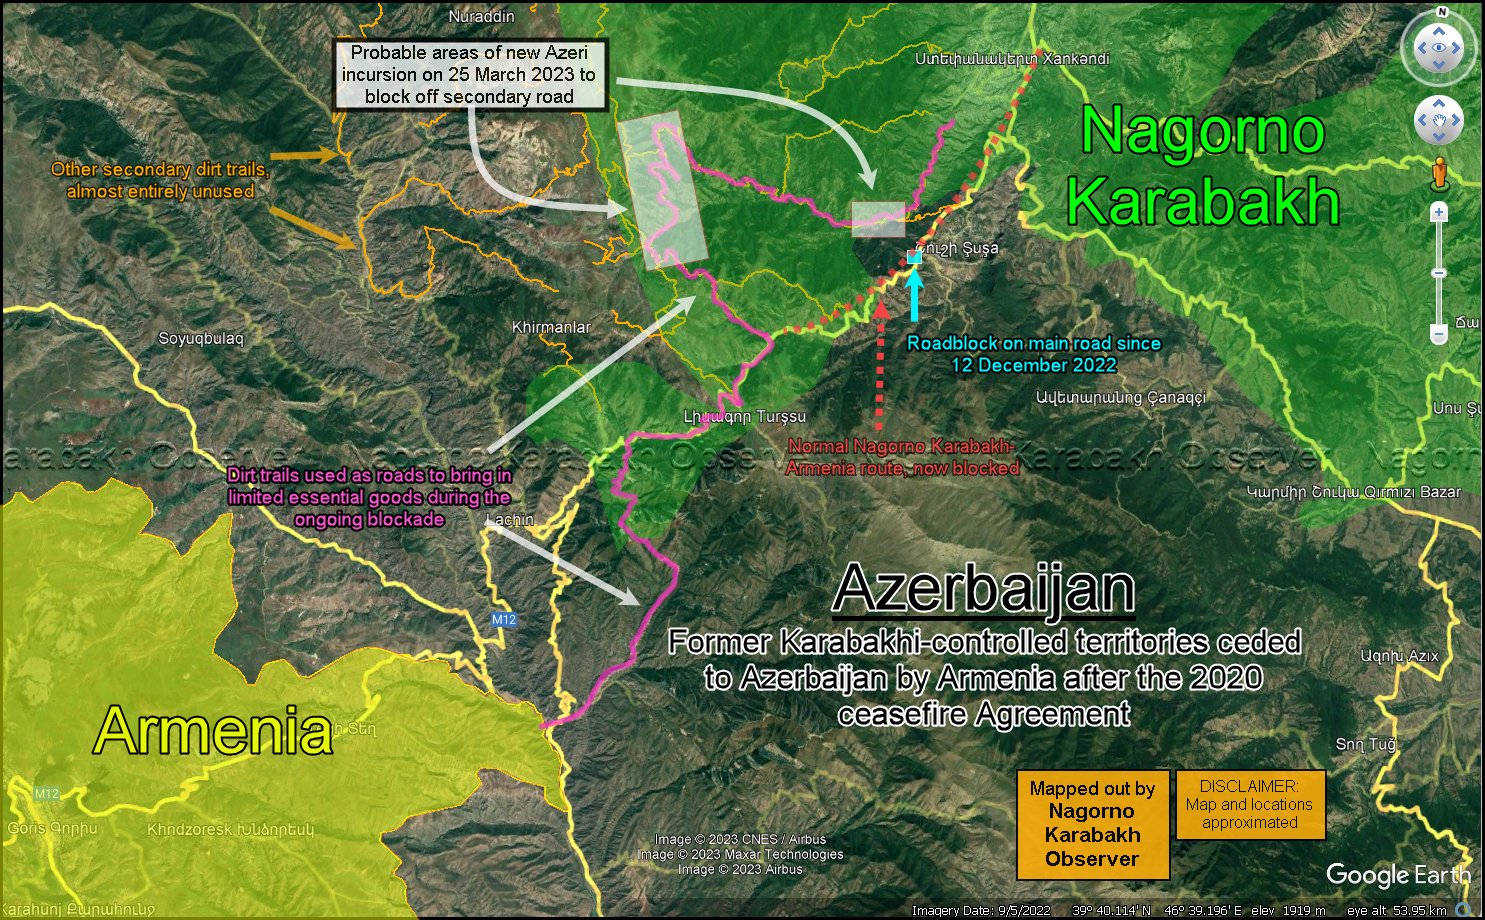 Nuraddin
Probable areas of new Azeri
incursion on 25 March 2023 to
block off secondary road
Ստեփանակերտ Xankəndi
N
Nagorno
Karabakh
Other secondary dirt trails,
almost entirely unused
Շուշի Şuşa
Soyuqbulaq
Khirmanlar
Roadblock on main road since
12 December 2022
Ճա
Ավետարանոց Çanaqçı
Սոս Şu
Լիսագոր Turşsu
Normal Nagorno Karabakh-
Armenia route, now blocked
Dirt trails used as roads to bring in
limited essential goods during the
ongoing blockade
Lachin
Կարմիր Շուկա Qırmızı Bazar
Azerbaijan
Former Karabakhi-controlled territories ceded
to Azerbaijan by Armenia after the 2020
ceasefire Agreement
M12
Ազոխ Azıx
Armenia
Տեղ
Տող Tuğ
M12
Goris Գորիս
Khndzoresk Խնձորեսկ
Mapped out by
Nagorno
Karabakh
Observer
DISCLAIMER:
Map and locations
approximated
Image © 2023 CNES / Airbus
Image © 2023 Maxar Technologies
Image © 2023 Airbus
Google Earth
Karahunj Քարահունջ
Imagery Date: 9/5/2022 39° 40.114' N 46° 39.196' E elev 1919 m eye alt 53.95 km